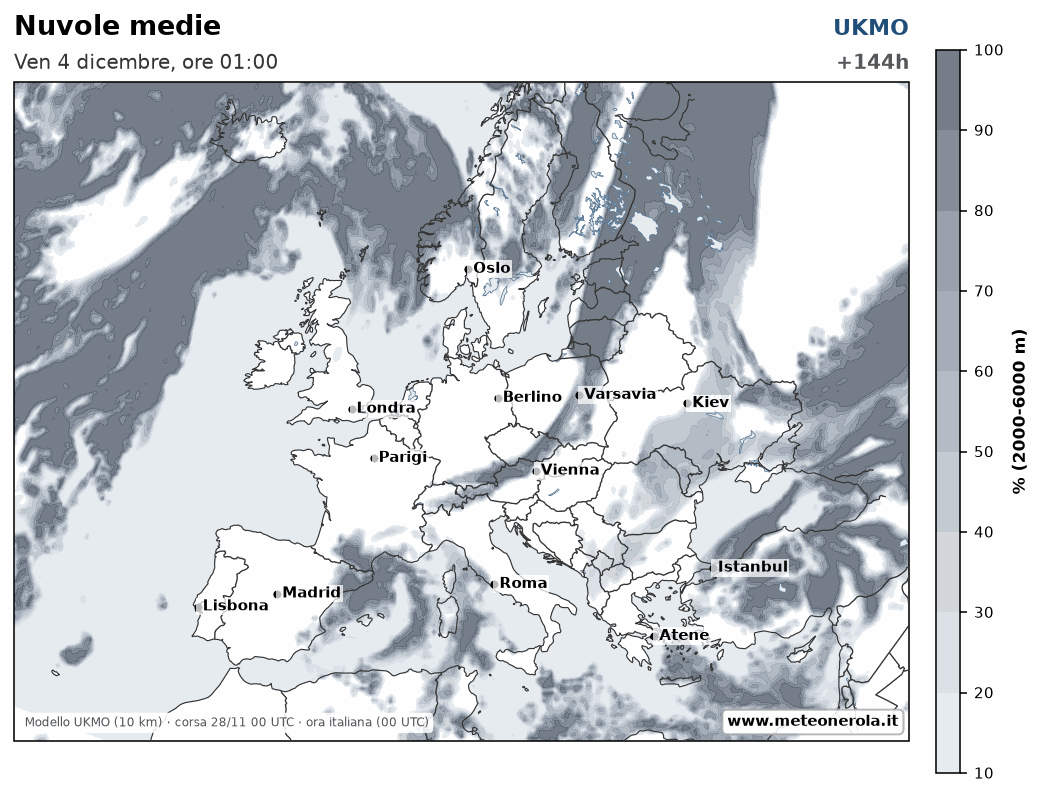 Nuvole medie
UKMO
Ven 4 dicembre, ore 01:00
+144h
100
90
80
70
60
50
40
30
20
10
% (2000-6000 m)
Oslo
Berlino
Varsavia
Londra
Kiev
Parigi
Vienna
Istanbul
Roma
Madrid
Lisbona
Atene
Modello UKMO (10 km) · corsa 28/11 00 UTC · ora italiana (00 UTC)
www.meteonerola.it